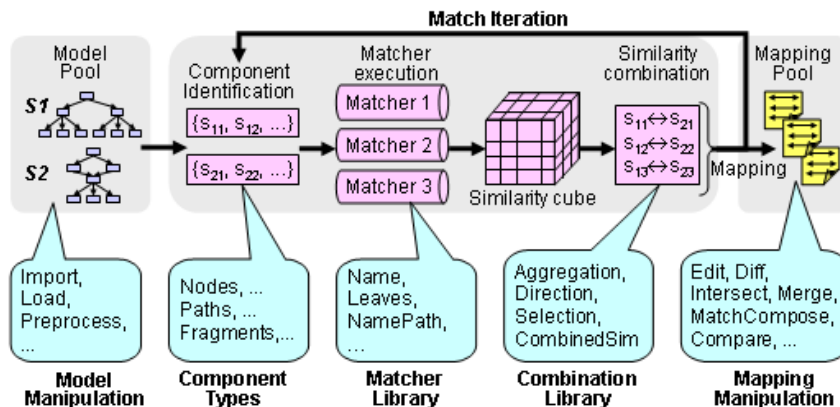 Match Iteration
Model
Pool
S1
S2
Component
Identification
{s11, s12, ...}
{s21, s22, ...}
Matcher
execution
Matcher 1
Matcher 2
Matcher 3
Similarity cube
Similarity
combination
s11↔s21
s12↔s22
s13↔s23
Mapping
Mapping
Pool
Import,
Load,
Preprocess,
...
Nodes, ...
Paths, ...
Fragments,...
Name,
Leaves,
NamePath,
...
Aggregation,
Direction,
Selection,
CombinedSim
Edit, Diff,
Intersect, Merge,
MatchCompose,
Compare, ...
Model
Manipulation
Component
Types
Matcher
Library
Combination
Library
Mapping
Manipulation